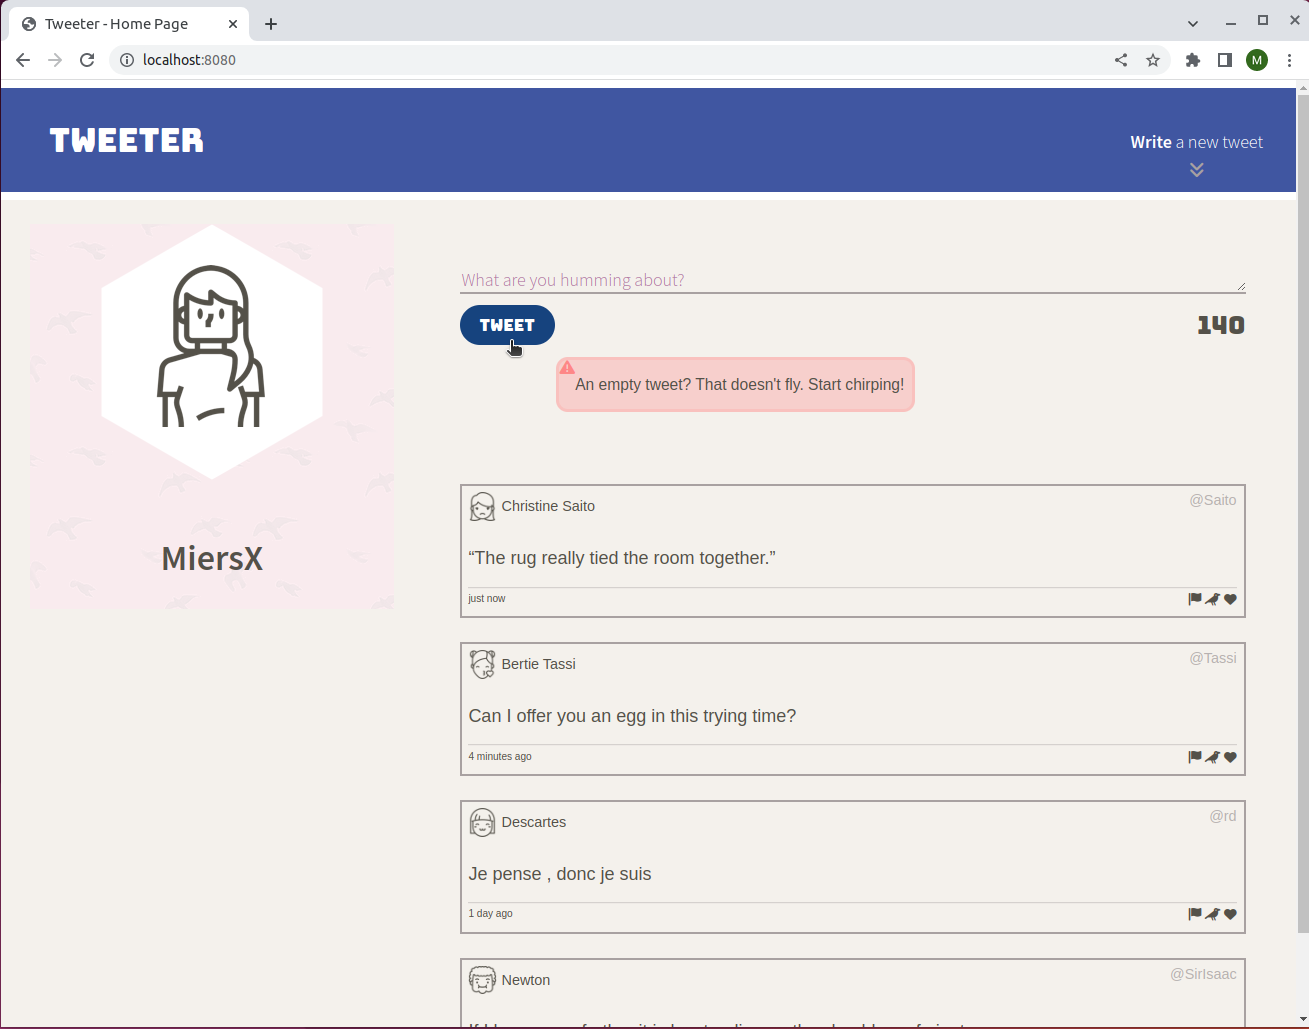 Tweeter - Home Page
localhost:8080
M
TWEETER
Write a new tweet
MiersX
What are you humming about?
TWEET
140
An empty tweet? That doesn't fly. Start chirping!
Christine Saito
@Saito
“The rug really tied the room together.”
just now
Bertie Tassi
@Tassi
Can I offer you an egg in this trying time?
4 minutes ago
Descartes
@rd
Je pense , donc je suis
1 day ago
Newton
@SirIsaac